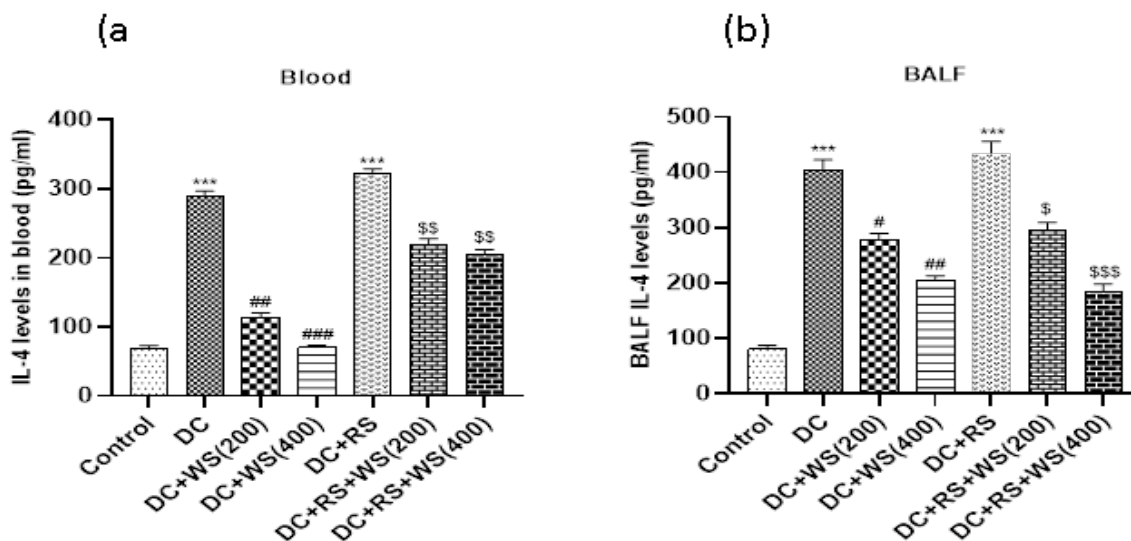 (a
Blood
IL-4 levels in blood (pg/ml)
400
300
200
100
0
***
##
###
***
$$
$$
Control
DC
DC+WS(200)
DC+WS(400)
DC+RS
DC+RS+WS(200)
DC+RS+WS(400)
(b)
BALF
BALF IL-4 levels (pg/ml)
500
400
300
200
100
0
***
#
##
***
$
$$$
Control
DC
DC+WS(200)
DC+WS(400)
DC+RS
DC+RS+WS(200)
DC+RS+WS(400)